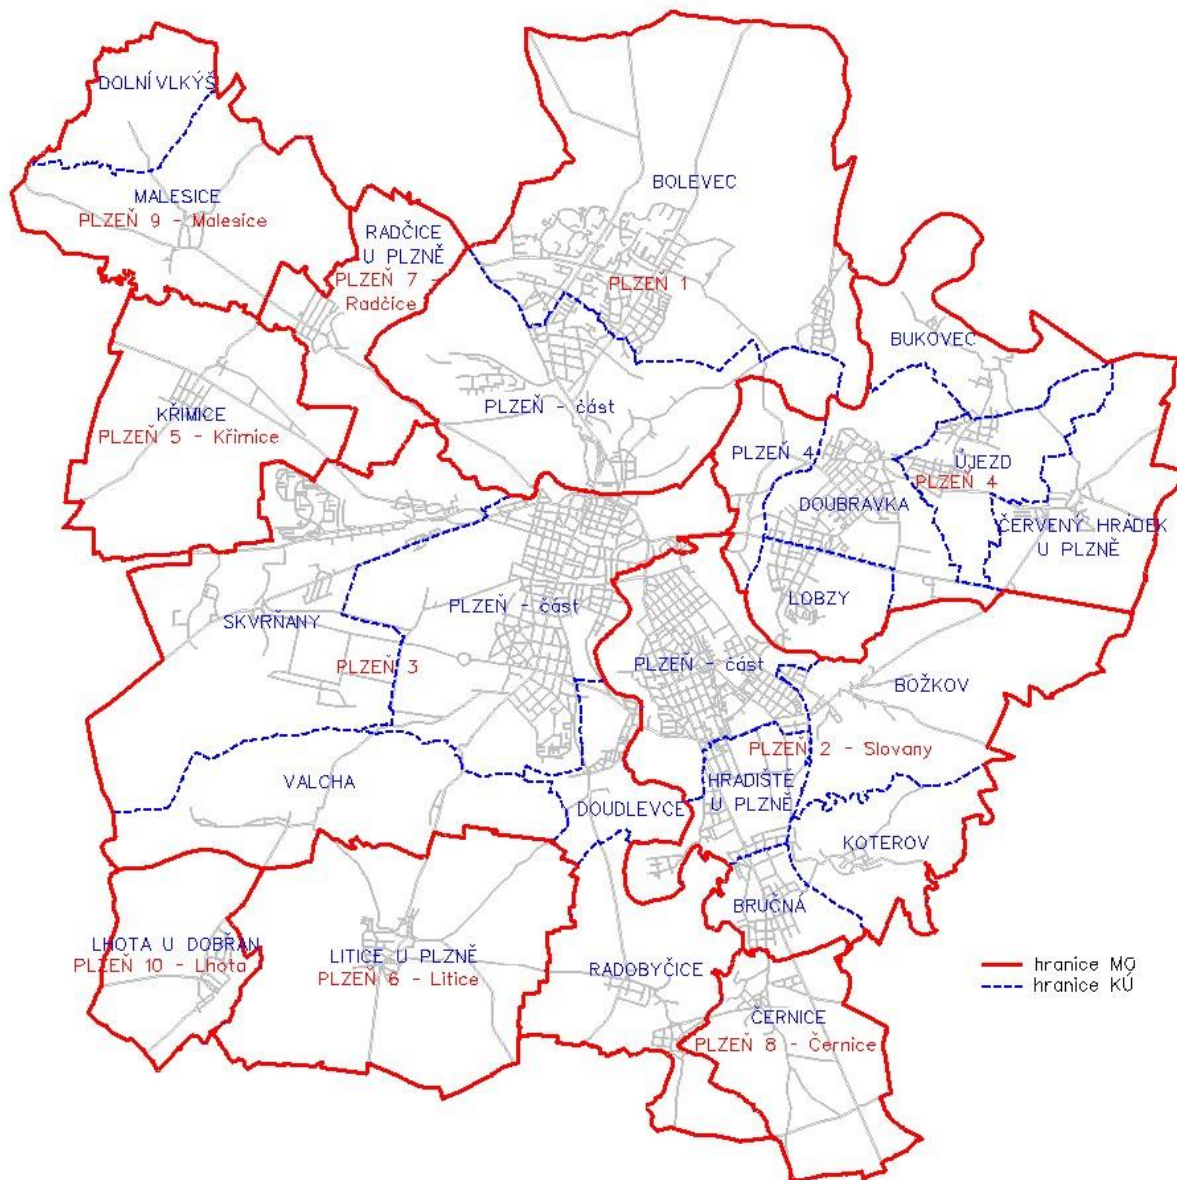 DOLNÍ VLKÝŠ
BOLEVEC
MALESICE
PLZEŇ 9 - Malesice
RADČICE
U PLZNĚ
PLZEŇ 7 -
Radčice
PLZEŇ 1
BUKOVEC
KŘIMICE
PLZEŇ 5 - Křimice
PLZEŇ - část
PLZEŇ 4
ÚJEZD
PLZEŇ 4
DOUBRAVKA
ČERVENÝ HRÁDEK
U PLZNĚ
SKVRŇANY
PLZEŇ - část
LOBZY
PLZEŇ 3
PLZEŇ - část
BOŽKOV
PLZEŇ 2 - Slovany
VALCHA
HRADIŠTĚ
U PLZNĚ
DOUDLEVCE
KOTEROV
BRUČNÁ
LHOTA U DOBŘAN
PLZEŇ 10 - Lhota
LITICE U PLZNĚ
PLZEŇ 6 - Litice
RADOBYČICE
ČERNICE
PLZEŇ 8 - Černice
hranice MO
hranice KÚ